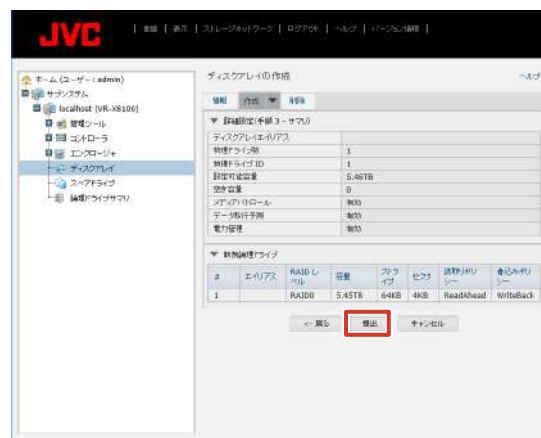 JVC
管理 | 表示 | ストレージネットワーク | ログアウト | ヘルプ | バージョン情報
ホーム (ユーザー: admin)
サブシステム
localhost (VR-X6100)
管理ツール
コントローラ
エンクロージャ
ディスクアレイ
スペアドライブ
論理ドライブサマリ
ディスクアレイの作成 ヘルプ
情報 作成 ▼ 削除
▼ 詳細設定(手順 3 - サマリ)
ディスクアレイエイリアス
物理ドライブ数 1
物理ドライブ ID 1
設定可能容量 5.46TB
空き容量 0
メディアパトロール 有効
データ移行予測 有効
電力管理 有効
▼ 新規論理ドライブ
# エイリアス RAID レベル 容量 ストライプ セクタ 読取ポリシー 書込みポリシー
1 RAID0 5.45TB 64KB 4KB ReadAhead WriteBack
<- 戻る 提出 キャンセル